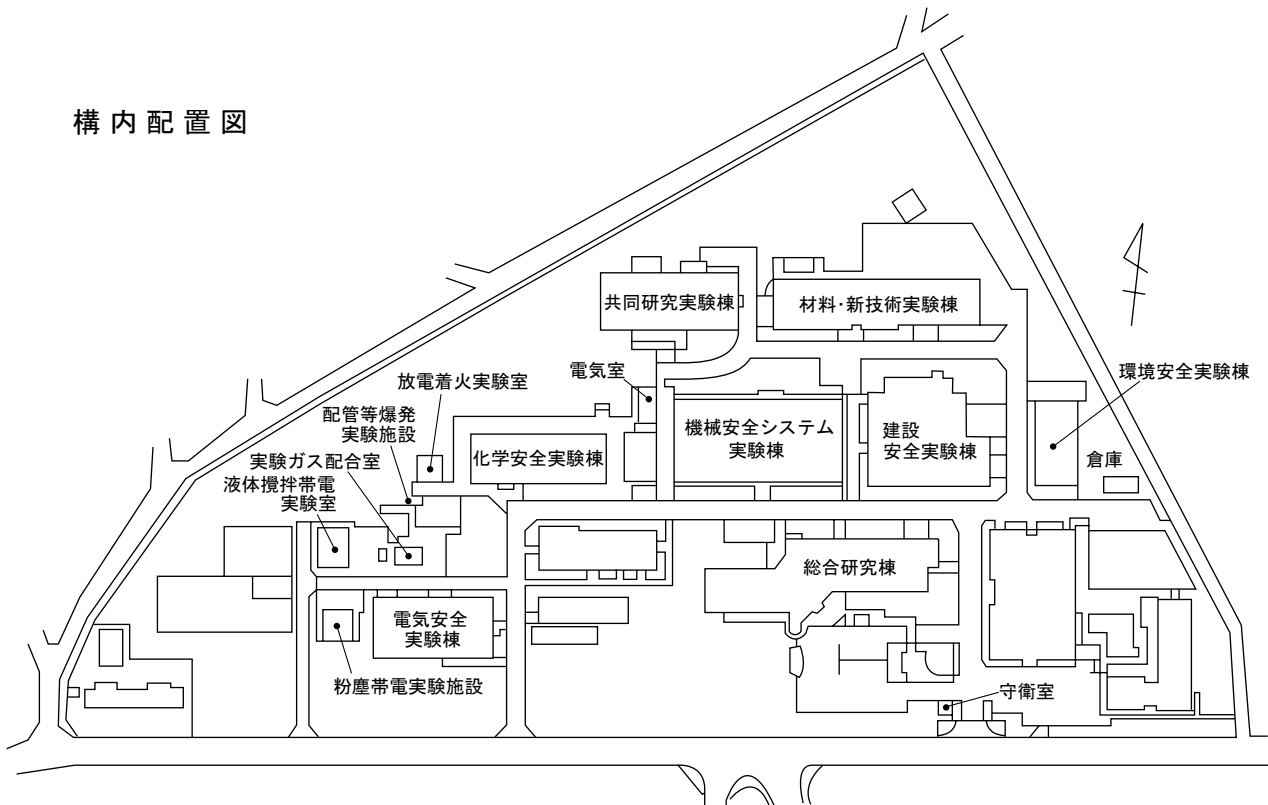 構内配置図
共同研究実験棟
材料・新技術実験棟
電気室
環境安全実験棟
放電着火実験室
配管等爆発
実験施設
機械安全システム
実験棟
建設
安全実験棟
化学安全実験棟
実験ガス配合室
倉庫
液体攪拌帯電
実験室
総合研究棟
電気安全
実験棟
粉塵帯電実験施設
守衛室